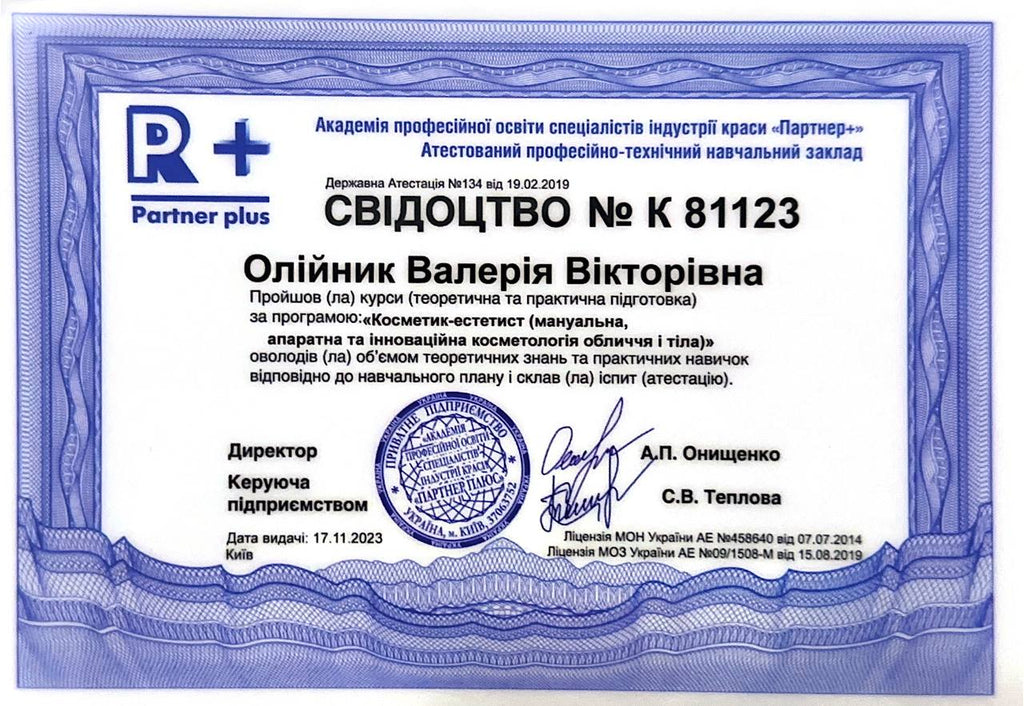 PR +
Partner plus
Академія професійної освіти спеціалістів індустрії краси «Партнер+»
Атестований професійно-технічний навчальний заклад
Державна Атестація №134 від 19.02.2019
СВІДОЦТВО № К 81123
Олійник Валерія Вікторівна
Пройшов (ла) курси (теоретична та практична підготовка)
за програмою:«Косметик-естетист (мануальна,
апаратна та інноваційна косметологія обличчя і тіла)»
оволодів (ла) об’ємом теоретичних знань та практичних навичок
відповідно до навчального плану і склав (ла) іспит (атестацію).
Директор
А.П. Онищенко
Керуюча
підприємством
С.В. Теплова
УКРАЇНА УКРАЇНА УКРАЇНА
ПРИВАТНЕ ПІДПРИЄМСТВО
«АКАДЕМІЯ
ПРОФЕСІЙНОЇ ОСВІТИ
СПЕЦІАЛІСТІВ
ІНДУСТРІЇ КРАСИ
«ПАРТНЕР ПЛЮС»
* УКРАЇНА, м. КИЇВ, 37063752 *
Дата видачі: 17.11.2023
Київ
Ліцензія МОН України АЕ №458640 від 07.07.2014
Ліцензія МОЗ України АЕ №09/1508-М від 15.08.2019